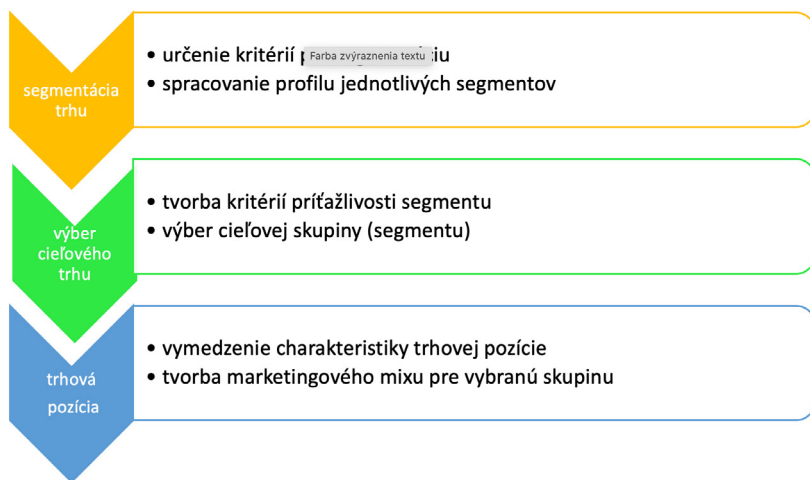 segmentácia
trhu
• určenie kritérií
Farba zvýraznenia textu
• spracovanie profilu jednotlivých segmentov
výber
cieľového
trhu
• tvorba kritérií príťažlivosti segmentu
• výber cieľovej skupiny (segmentu)
trhová
pozícia
• vymedzenie charakteristiky trhovej pozície
• tvorba marketingového mixu pre vybranú skupinu